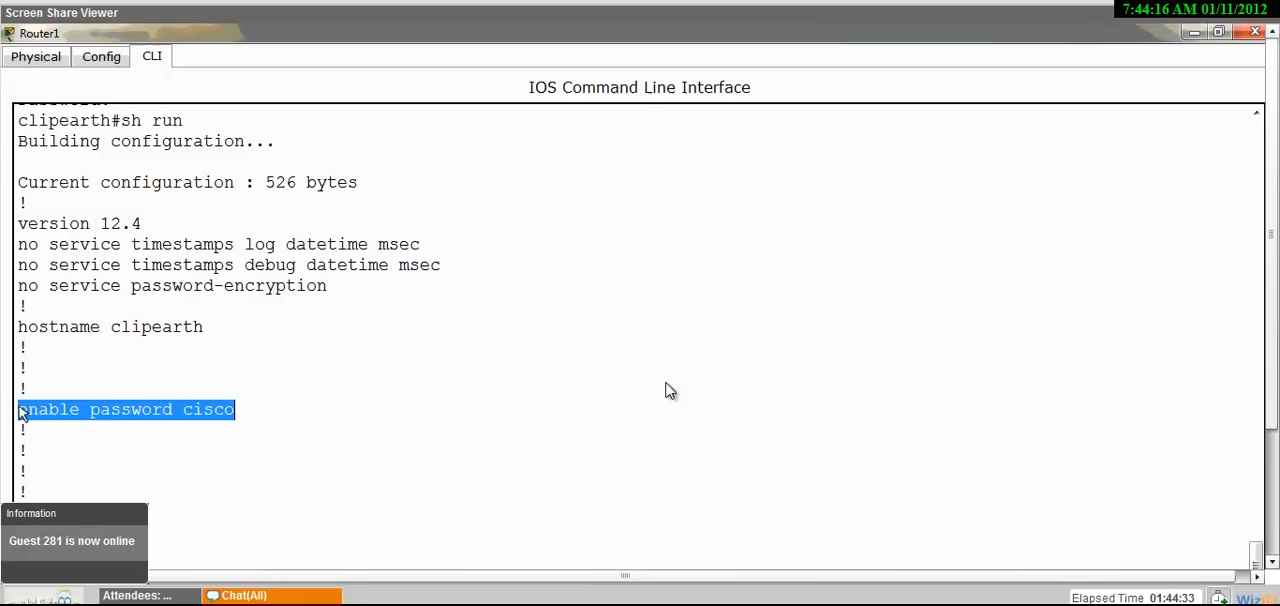 7:44:16 AM 01/11/2012
Screen Share Viewer
Router1
Physical Config CLI
IOS Command Line Interface
clipearth#sh run
Building configuration...
Current configuration : 526 bytes
!
version 12.4
no service timestamps log datetime msec
no service timestamps debug datetime msec
no service password-encryption
!
hostname clipearth
!
!
!
enable password cisco
!
!
!
!
Information
Guest 281 is now online
Attendees: ... Chat(All) Elapsed Time 01:44:33